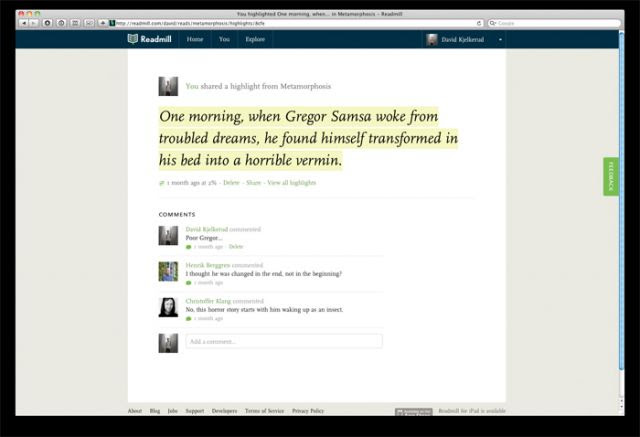 You highlighted One morning, when... in Metamorphosis – Readmill
http://readmill.com/david/reads/metamorphosis/highlights/8cfe
Google
Readmill Home You Explore David Kjelkerud
You shared a highlight from Metamorphosis
One morning, when Gregor Samsa woke from
troubled dreams, he found himself transformed in
his bed into a horrible vermin.
1 month ago at 2% · Delete · Share · View all highlights
FEEDBACK
COMMENTS
David Kjelkerud commented
Poor Gregor...
1 month ago · Delete
Henrik Berggren commented
I thought he was changed in the end, not in the beginning?
1 month ago
Christoffer Klang commented
No, this horror story starts with him waking up as an insect.
1 month ago
Add a comment...
About Blog Jobs Support Developers Terms of Service Privacy Policy Readmill for iPad is available